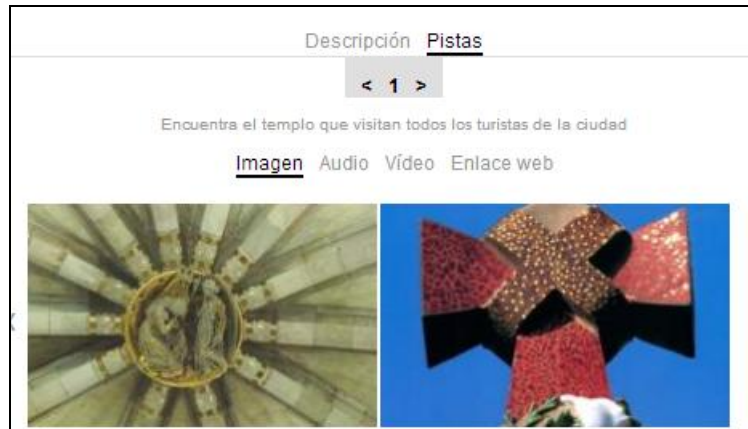 Descripción Pistas
< 1 >
Encuentra el templo que visitan todos los turistas de la ciudad
Imagen Audio Vídeo Enlace web